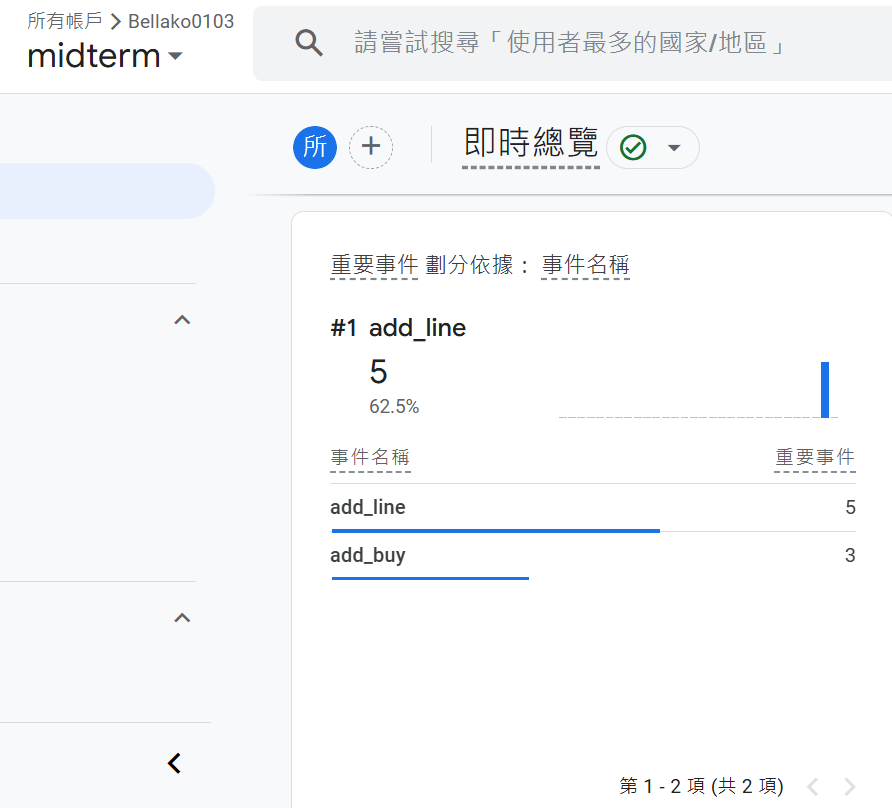 所有帳戶 > Bellako0103
midterm
請嘗試搜尋「使用者最多的國家/地區」
所
即時總覽
重要事件 劃分依據： 事件名稱
#1 add_line
5
62.5%
事件名稱 重要事件
add_line 5
add_buy 3
第 1 - 2 項 (共 2 項)